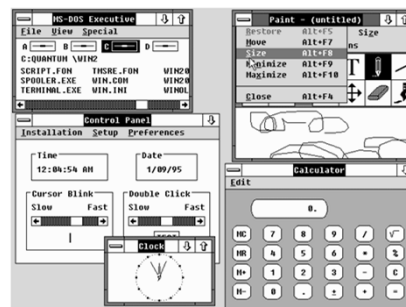 MS-DOS Executive
File View Special
A B C D
C:QUANTUM \WIN2
SCRIPT.FON TMSRE.FON WIN20
SPOOLER.EXE WIN.COM WIN20
TERMINAL.EXE WIN.INI WINOL
Paint - (untitled)
Restore Alt+F5
Move Alt+F7
Size Alt+F8
Minimize Alt+F9
Maximize Alt+F10
Close Alt+F4
Size
ns
T
Control Panel
Installation Setup Preferences
Time
12:04:54 AM
Date
1/09/95
Cursor Blink
Slow Fast
Double Click
Slow Fast
Clock
Calculator
Edit
0.
MC 7 8 9 / √
MR 4 5 6 * %
M+ 1 2 3 - C
M- 0 . ± + =